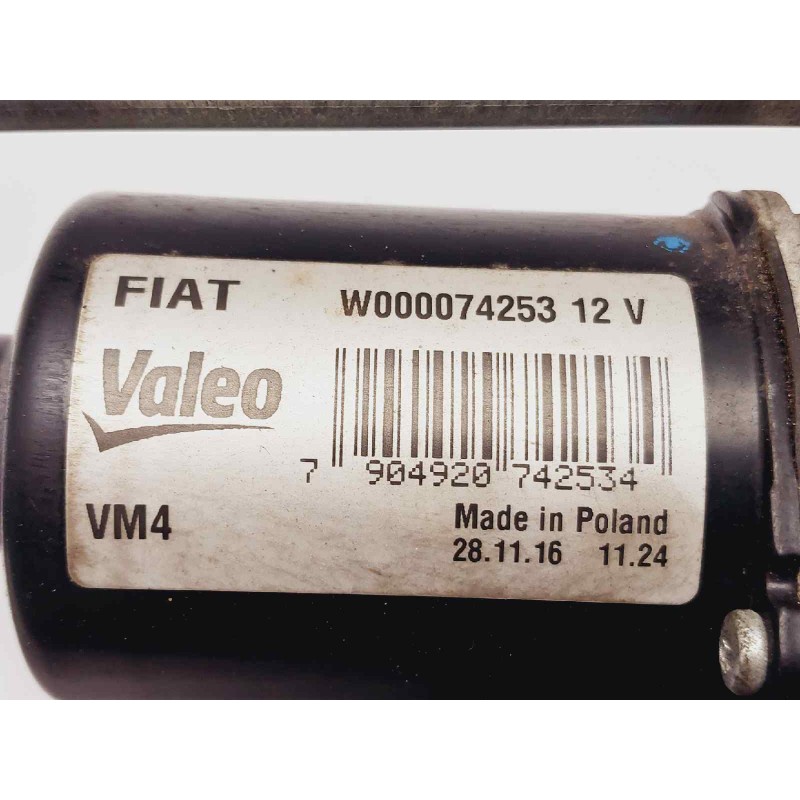 FIAT W000074253 12 V
Valeo
7 904920 742534
VM4 Made in Poland
28.11.16 11.24